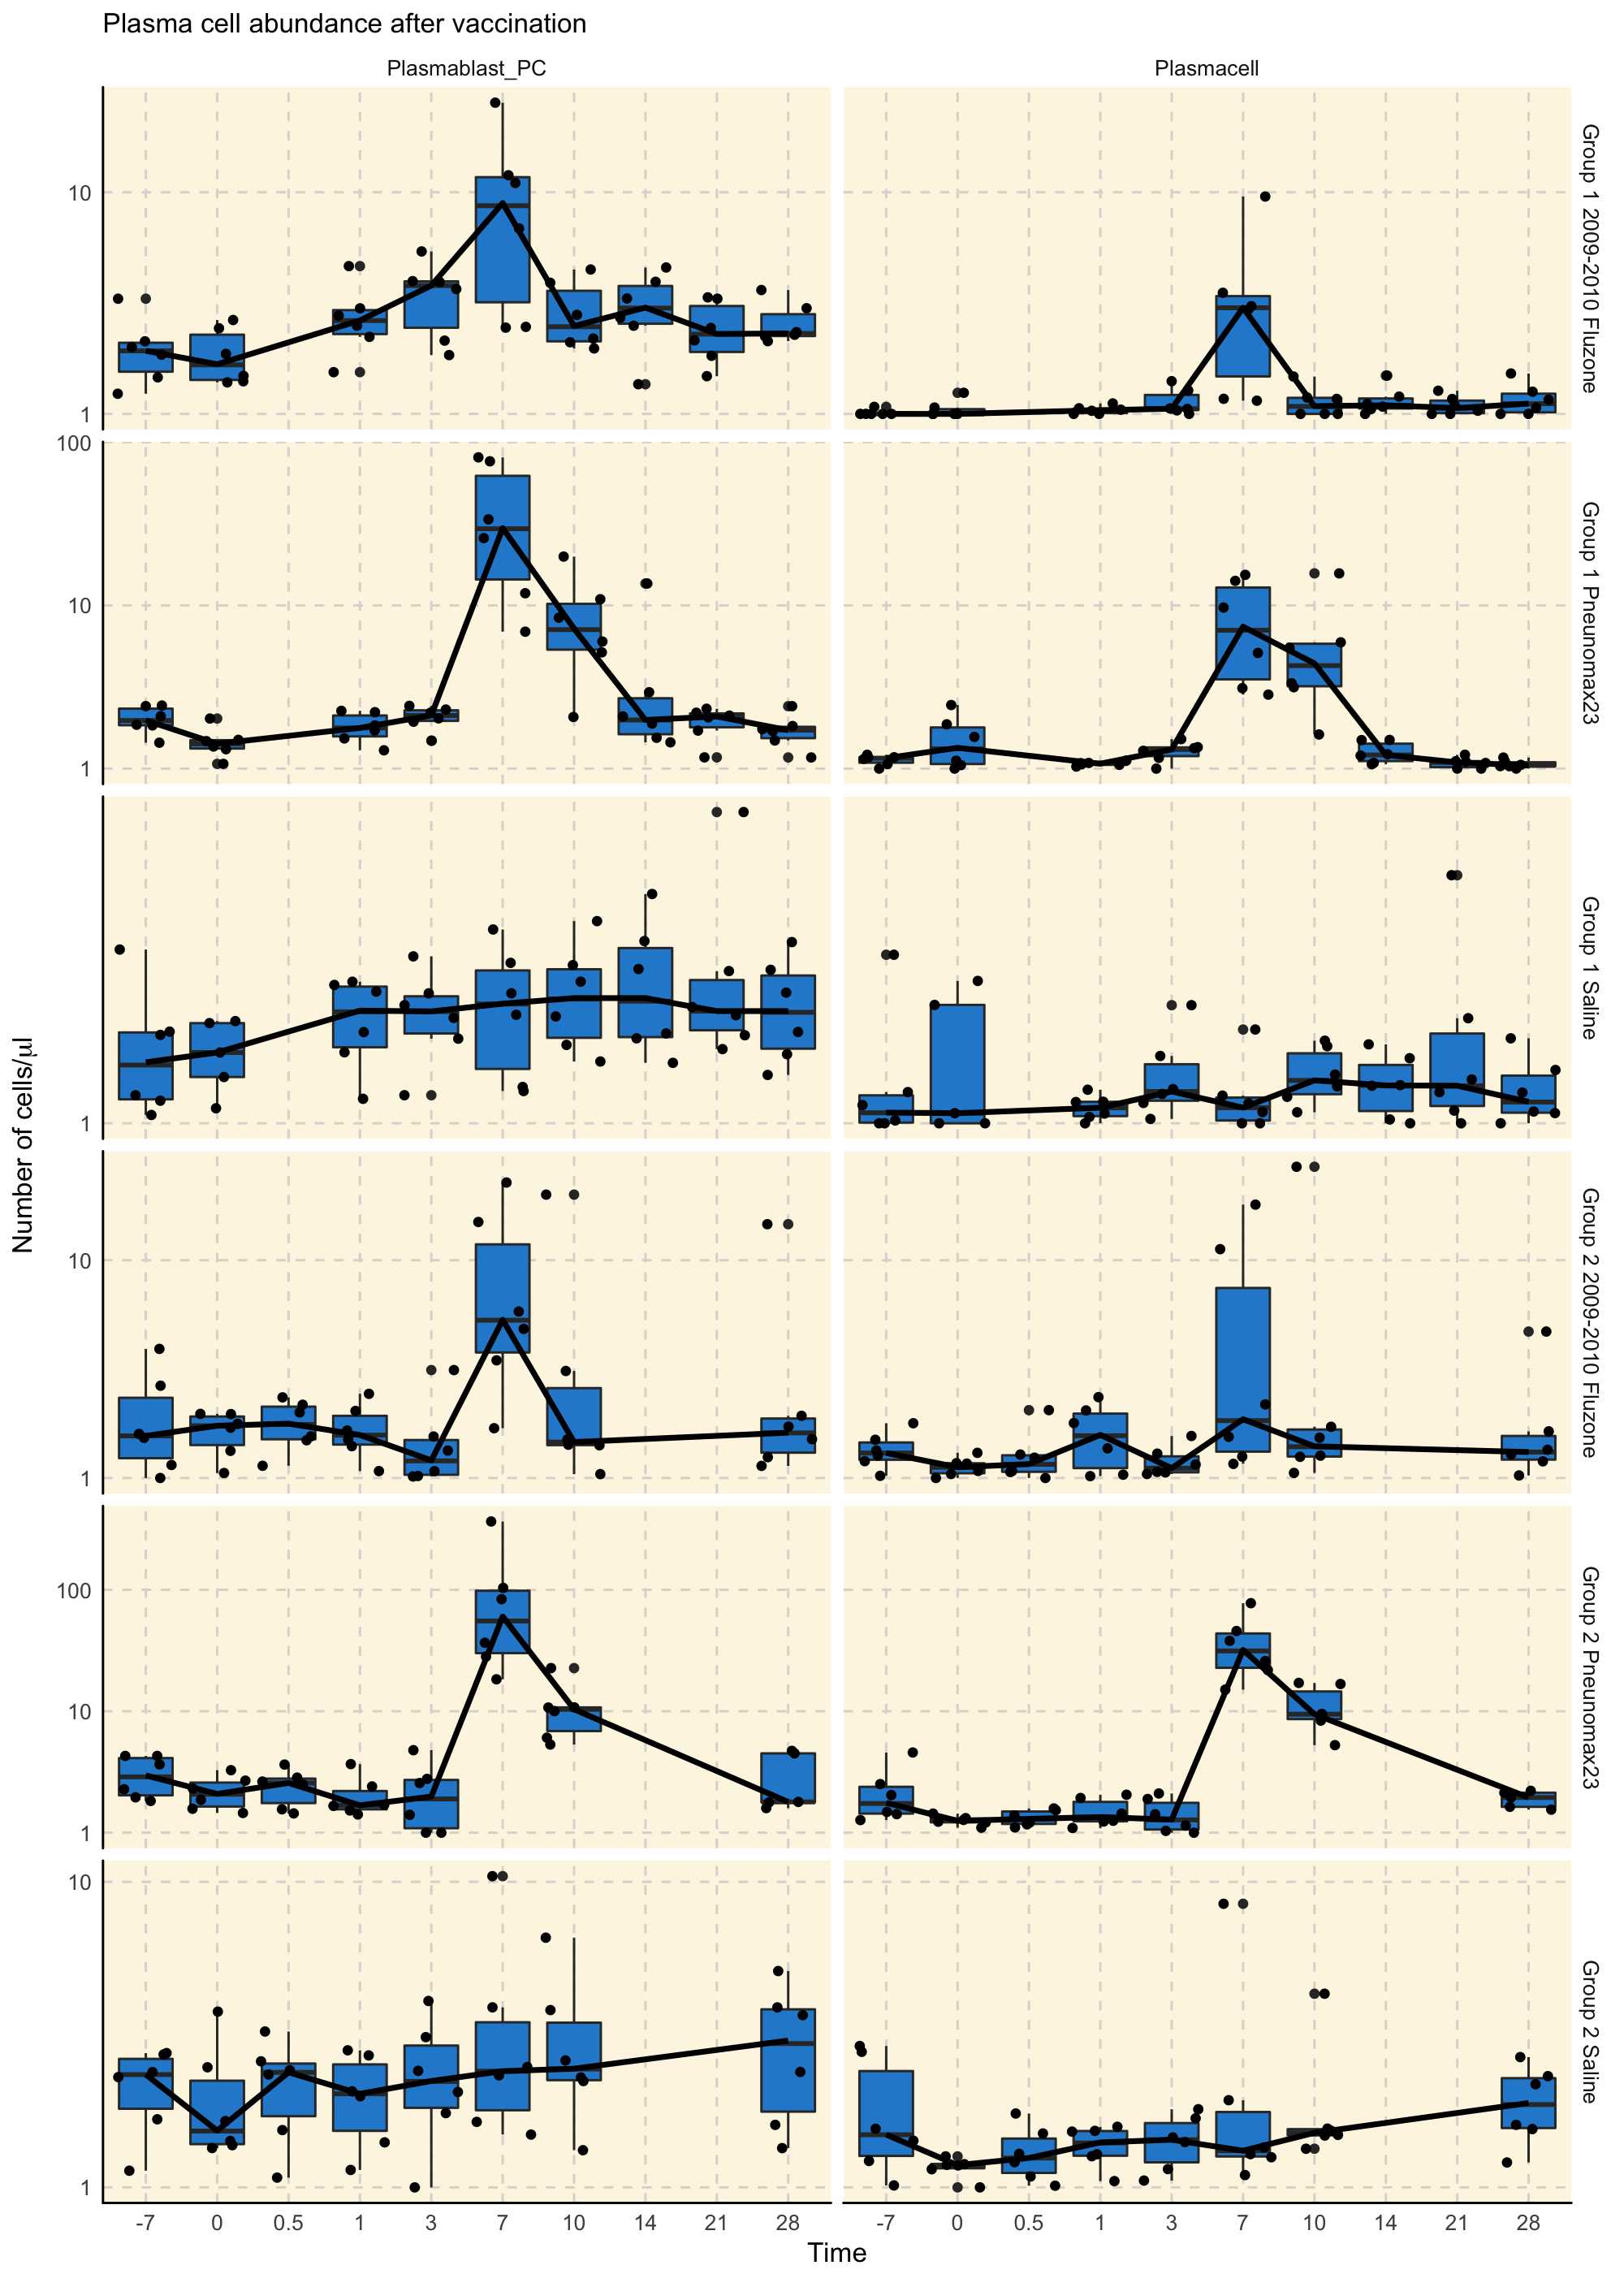 Plasma cell abundance after vaccination
Plasmablast_PC
Plasmacell
10
1
Group 1 2009-2010 Fluzone
100
10
1
Group 1 Pneunomax23
1
Group 1 Saline
Nnumber of cells/µl
10
1
Group 2 2009-2010 Fluzone
100
10
1
Group 2 Pneunomax23
10
1
Group 2 Saline
-7 0 0.5 1 3 7 10 14 21 28
-7 0 0.5 1 3 7 10 14 21 28
Time